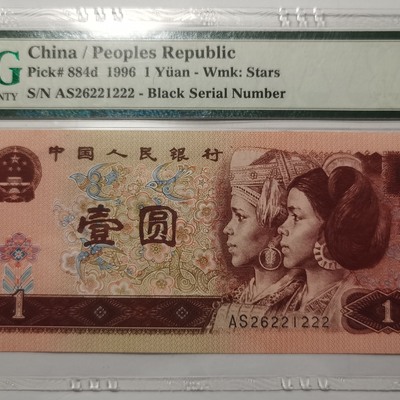 G China / Peoples Republic
Pick# 884d 1996 1 Yüan - Wmk: Stars
NTY S/N AS26221222 - Black Serial Number
中国人民银行
壹圆
1 1
AS26221222